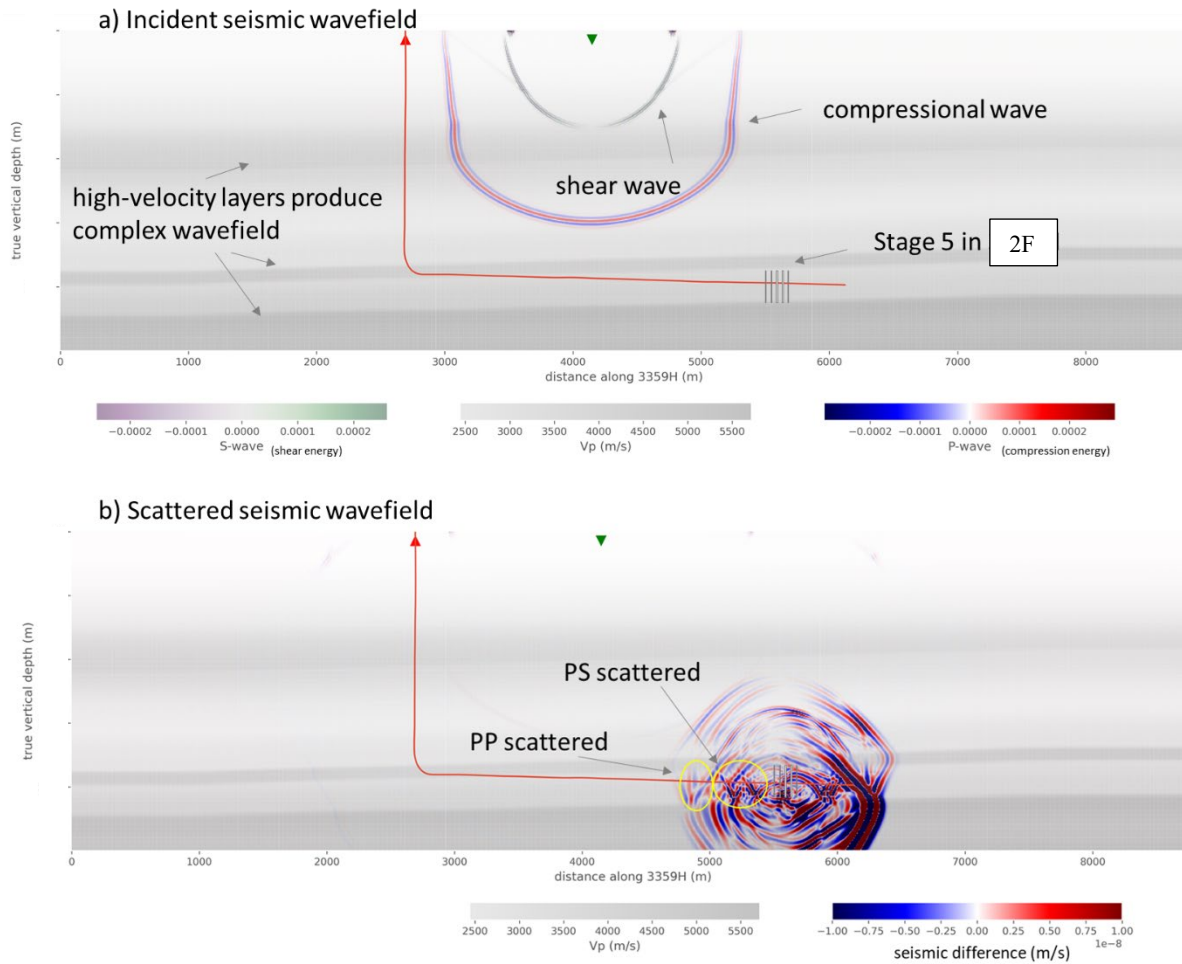 a) Incident seismic wavefield
compressional wave
shear wave
high-velocity layers produce
complex wavefield
Stage 5 in 2F
true vertical depth (m)
0 1000 2000 3000 4000 5000 6000 7000 8000
distance along 3359H (m)
−0.0002 −0.0001 0.0000 0.0001 0.0002
S-wave (shear energy)
2500 3000 3500 4000 4500 5000 5500
Vp (m/s)
−0.0002 −0.0001 0.0000 0.0001 0.0002
P-wave (compression energy)
b) Scattered seismic wavefield
PS scattered
PP scattered
true vertical depth (m)
0 1000 2000 3000 4000 5000 6000 7000 8000
distance along 3359H (m)
2500 3000 3500 4000 4500 5000 5500
Vp (m/s)
−1.00 −0.75 −0.50 −0.25 0.00 0.25 0.50 0.75 1.00
1e−8
seismic difference (m/s)